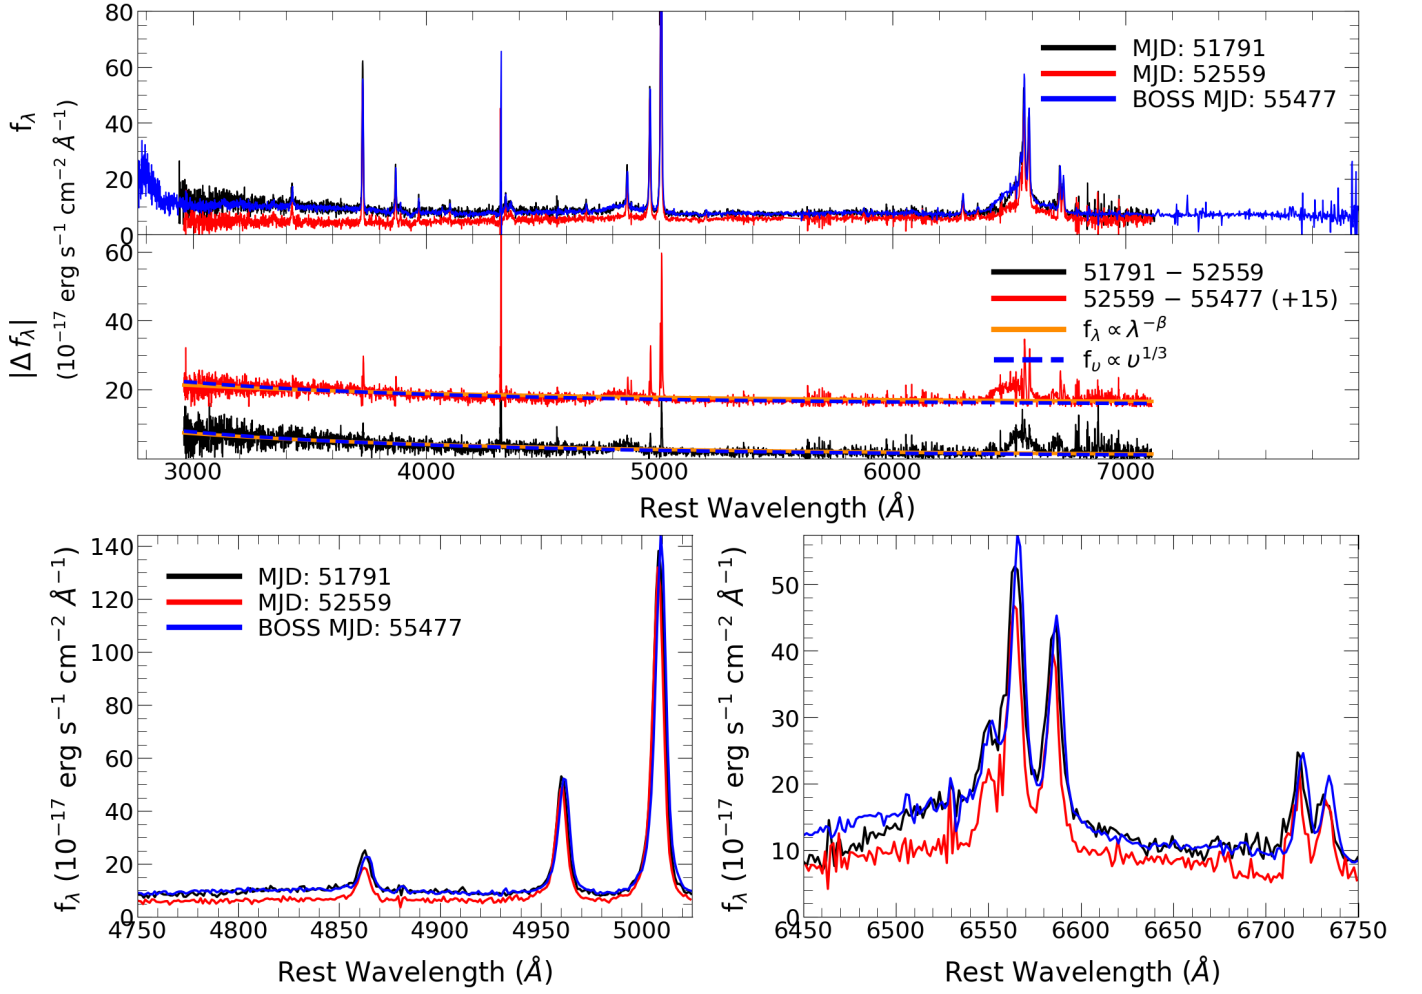 80
60
40
20
0
f_λ
(10⁻¹⁷ erg s⁻¹ cm⁻² Å⁻¹)
MJD: 51791
MJD: 52559
BOSS MJD: 55477
60
40
20
|Δ f_λ|
51791 − 52559
52559 − 55477 (+15)
f_λ ∝ λ^−β
f_υ ∝ υ^1/3
3000 4000 5000 6000 7000
Rest Wavelength (Å)
140
120
100
80
60
40
20
0
f_λ (10⁻¹⁷ erg s⁻¹ cm⁻² Å⁻¹)
MJD: 51791
MJD: 52559
BOSS MJD: 55477
4750 4800 4850 4900 4950 5000
Rest Wavelength (Å)
50
40
30
20
10
0
f_λ (10⁻¹⁷ erg s⁻¹ cm⁻² Å⁻¹)
6450 6500 6550 6600 6650 6700 6750
Rest Wavelength (Å)